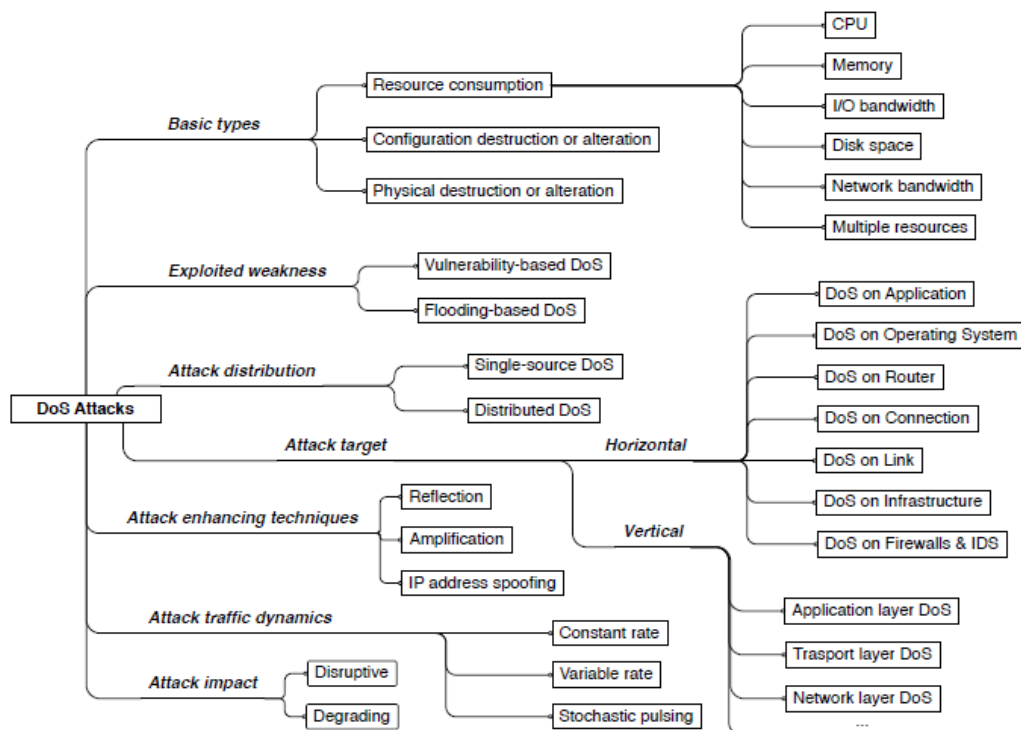 CPU
Memory
Resource consumption
I/O bandwidth
Basic types
Configuration destruction or alteration
Disk space
Physical destruction or alteration
Network bandwidth
Multiple resources
Exploited weakness
Vulnerability-based DoS
Flooding-based DoS
DoS on Application
DoS on Operating System
Attack distribution
Single-source DoS
DoS on Router
DoS Attacks
Distributed DoS
DoS on Connection
Attack target
Horizontal
DoS on Link
Reflection
DoS on Infrastructure
Attack enhancing techniques
Amplification
Vertical
DoS on Firewalls & IDS
IP address spoofing
Application layer DoS
Attack traffic dynamics
Constant rate
Trasport layer DoS
Attack impact
Disruptive
Variable rate
Network layer DoS
Degrading
Stochastic pulsing
...